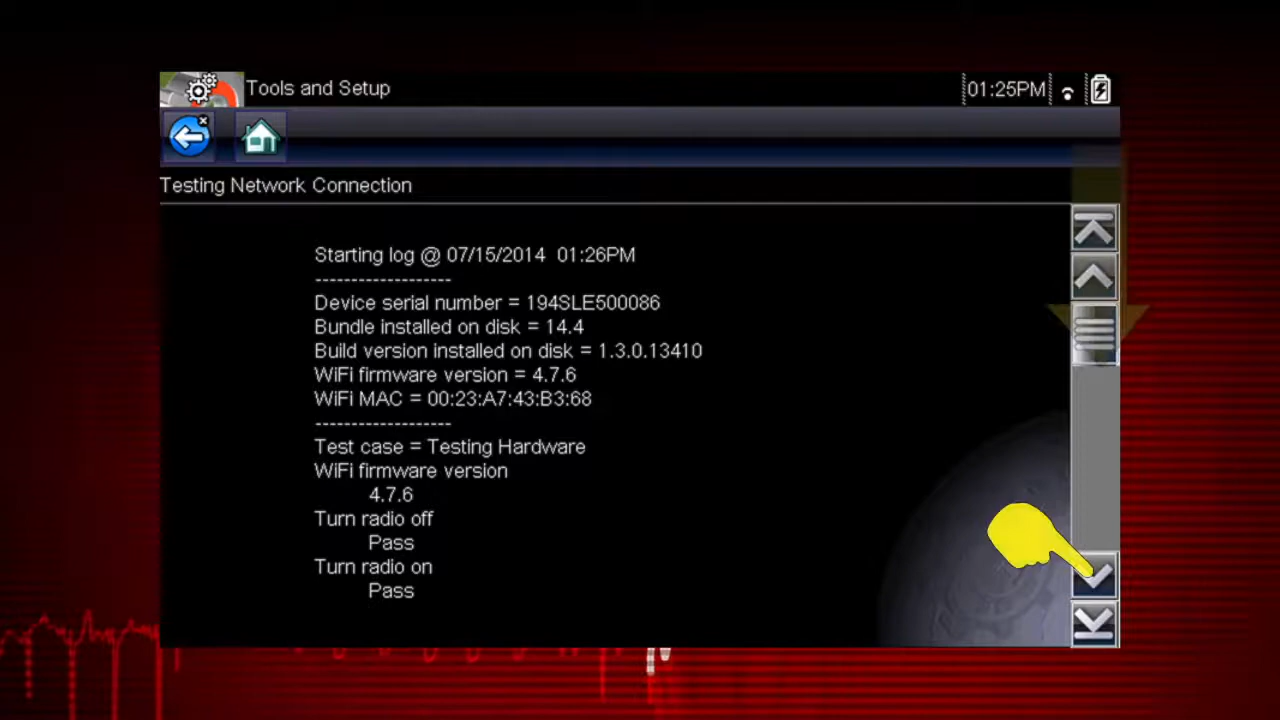 Tools and Setup
01:25PM
Testing Network Connection
Starting log @ 07/15/2014 01:26PM
-------------------
Device serial number = 194SLE500086
Bundle installed on disk = 14.4
Build version installed on disk = 1.3.0.13410
WiFi firmware version = 4.7.6
WiFi MAC = 00:23:A7:43:B3:68
-------------------
Test case = Testing Hardware
WiFi firmware version
4.7.6
Turn radio off
Pass
Turn radio on
Pass